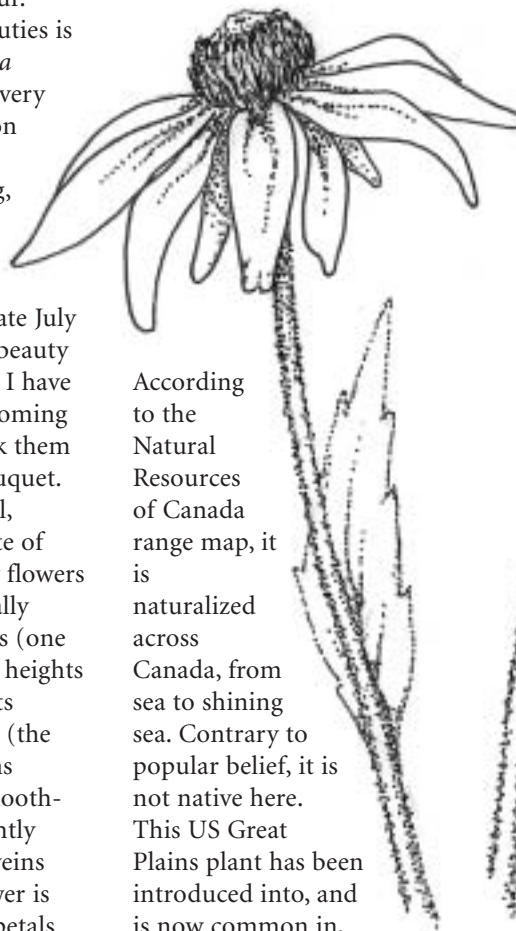 uties is
a
very
on
g,
ate July
beauty
I have
oming
k them
uquet.
l,
te of
flowers
ally
s (one
heights
ts
(the
ns
ooth-
ntly
veins
ver is
petals
According
to the
Natural
Resources
of Canada
range map, it
is
naturalized
across
Canada, from
sea to shining
sea. Contrary to
popular belief, it is
not native here.
This US Great
Plains plant has been
introduced into, and
is now common in,